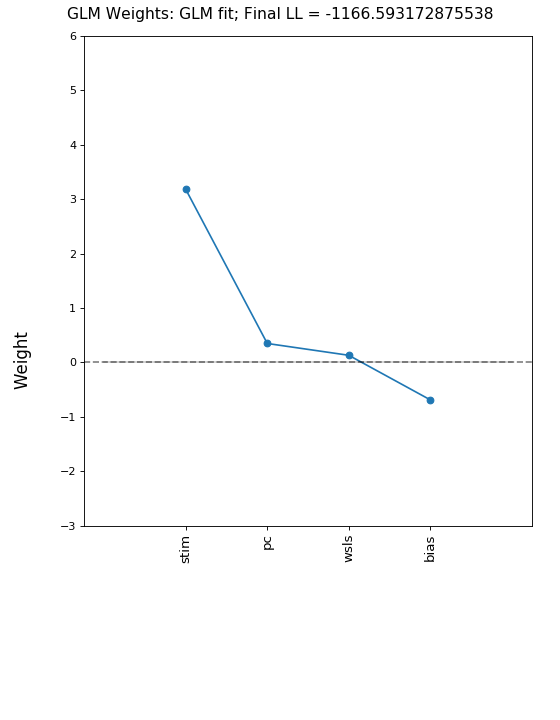 GLM Weights: GLM fit; Final LL = -1166.593172875538
6
5
4
3
2
1
0
−1
−2
−3
Weight
stim
pc
wsls
bias